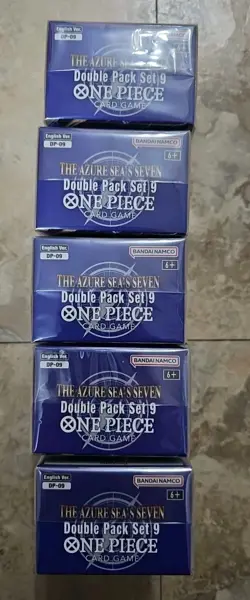 English Ver.
DP-09
THE AZURE SEA'S SEVEN
Double Pack Set 9
ONE PIECE
CARD GAME
English Ver.
DP-09
BANDAI NAMCO
6+
THE AZURE SEA'S SEVEN
Double Pack Set 9
ONE PIECE
CARD GAME
English Ver.
DP-09
BANDAI NAMCO
6+
THE AZURE SEA'S SEVEN
Double Pack Set 9
ONE PIECE
CARD GAME
English Ver.
DP-09
BANDAI NAMCO
6+
THE AZURE SEA'S SEVEN
Double Pack Set 9
ONE PIECE
CARD GAME
English Ver.
DP-09
BANDAI NAMCO
6+
THE AZURE SEA'S SEVEN
Double Pack Set 9
ONE PIECE
CARD GAME